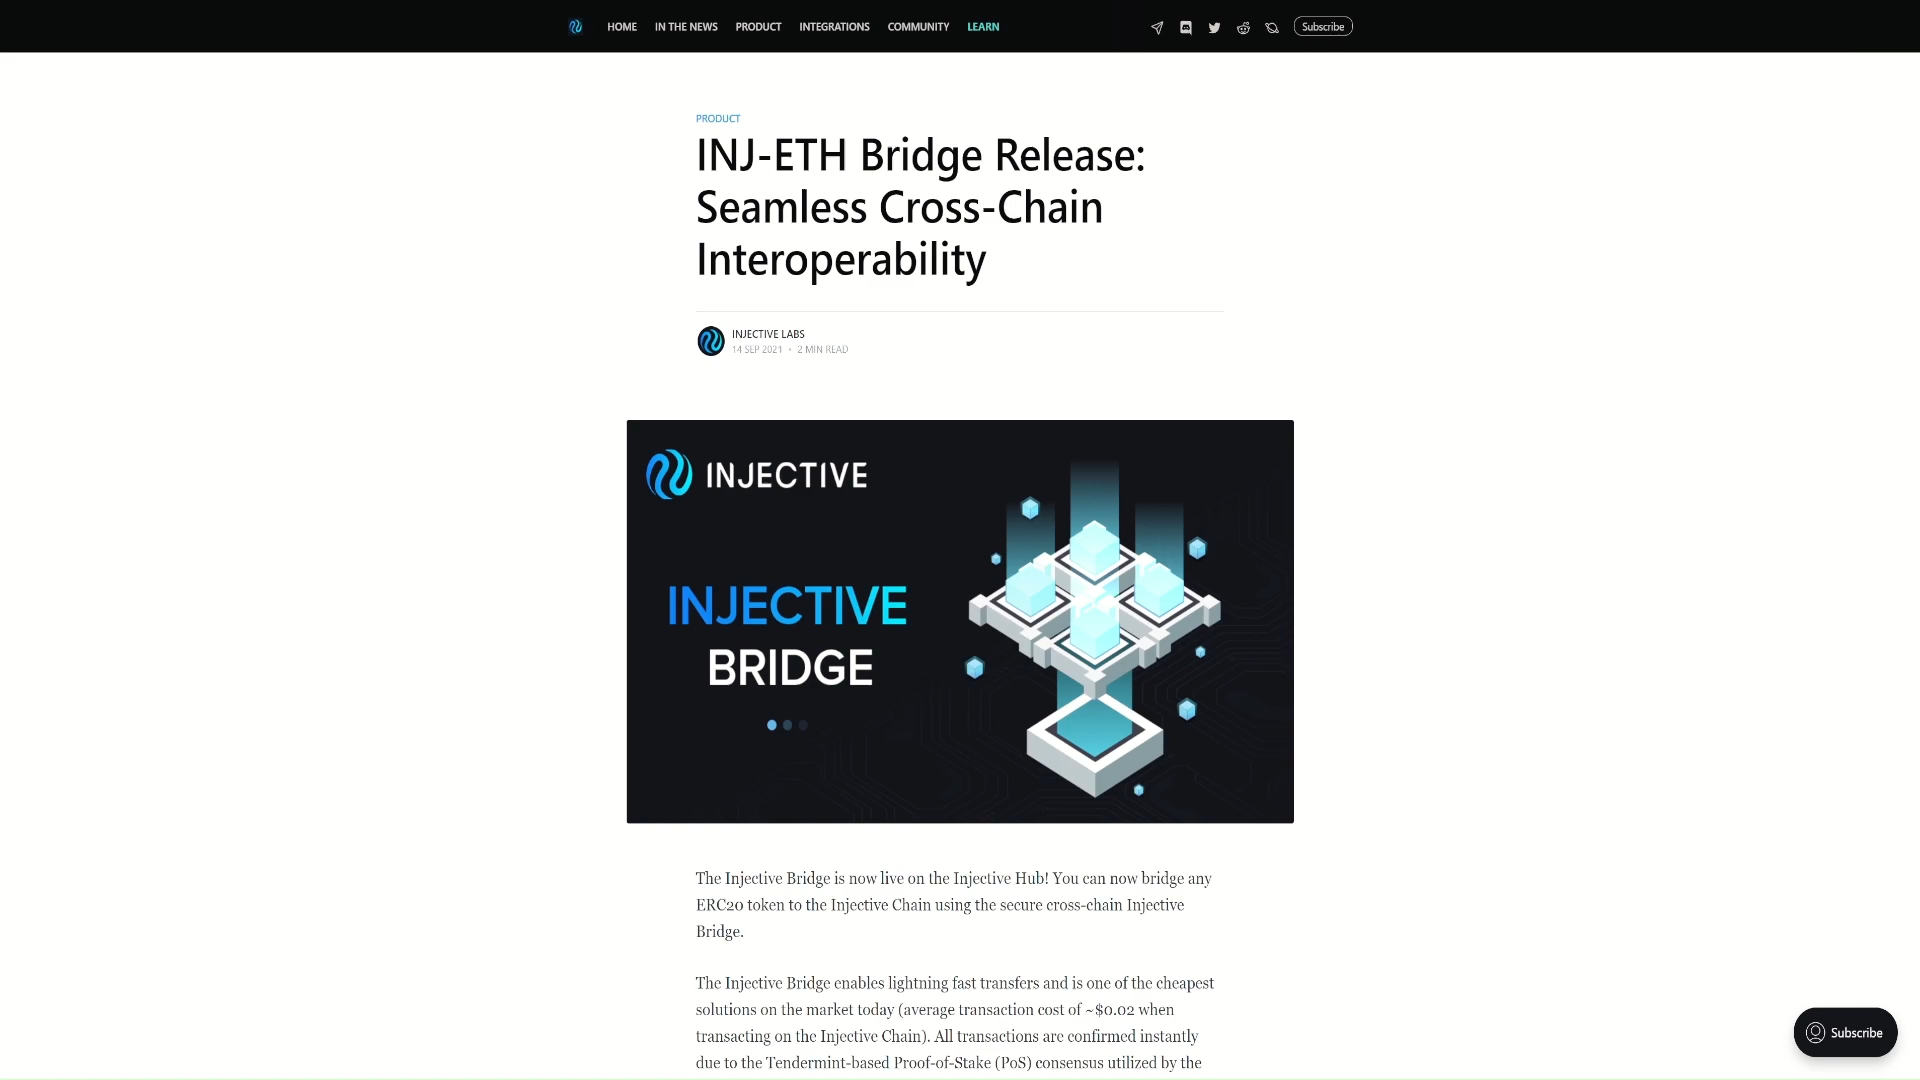 HOME IN THE NEWS PRODUCT INTEGRATIONS COMMUNITY LEARN Subscribe
PRODUCT
INJ-ETH Bridge Release:
Seamless Cross-Chain
Interoperability
INJECTIVE LABS
14 SEP 2021 • 2 MIN READ
INJECTIVE
INJECTIVE
BRIDGE
The Injective Bridge is now live on the Injective Hub! You can now bridge any
ERC20 token to the Injective Chain using the secure cross-chain Injective
Bridge.
The Injective Bridge enables lightning fast transfers and is one of the cheapest
solutions on the market today (average transaction cost of ~$0.02 when
transacting on the Injective Chain). All transactions are confirmed instantly
due to the Tendermint-based Proof-of-Stake (PoS) consensus utilized by the
Subscribe